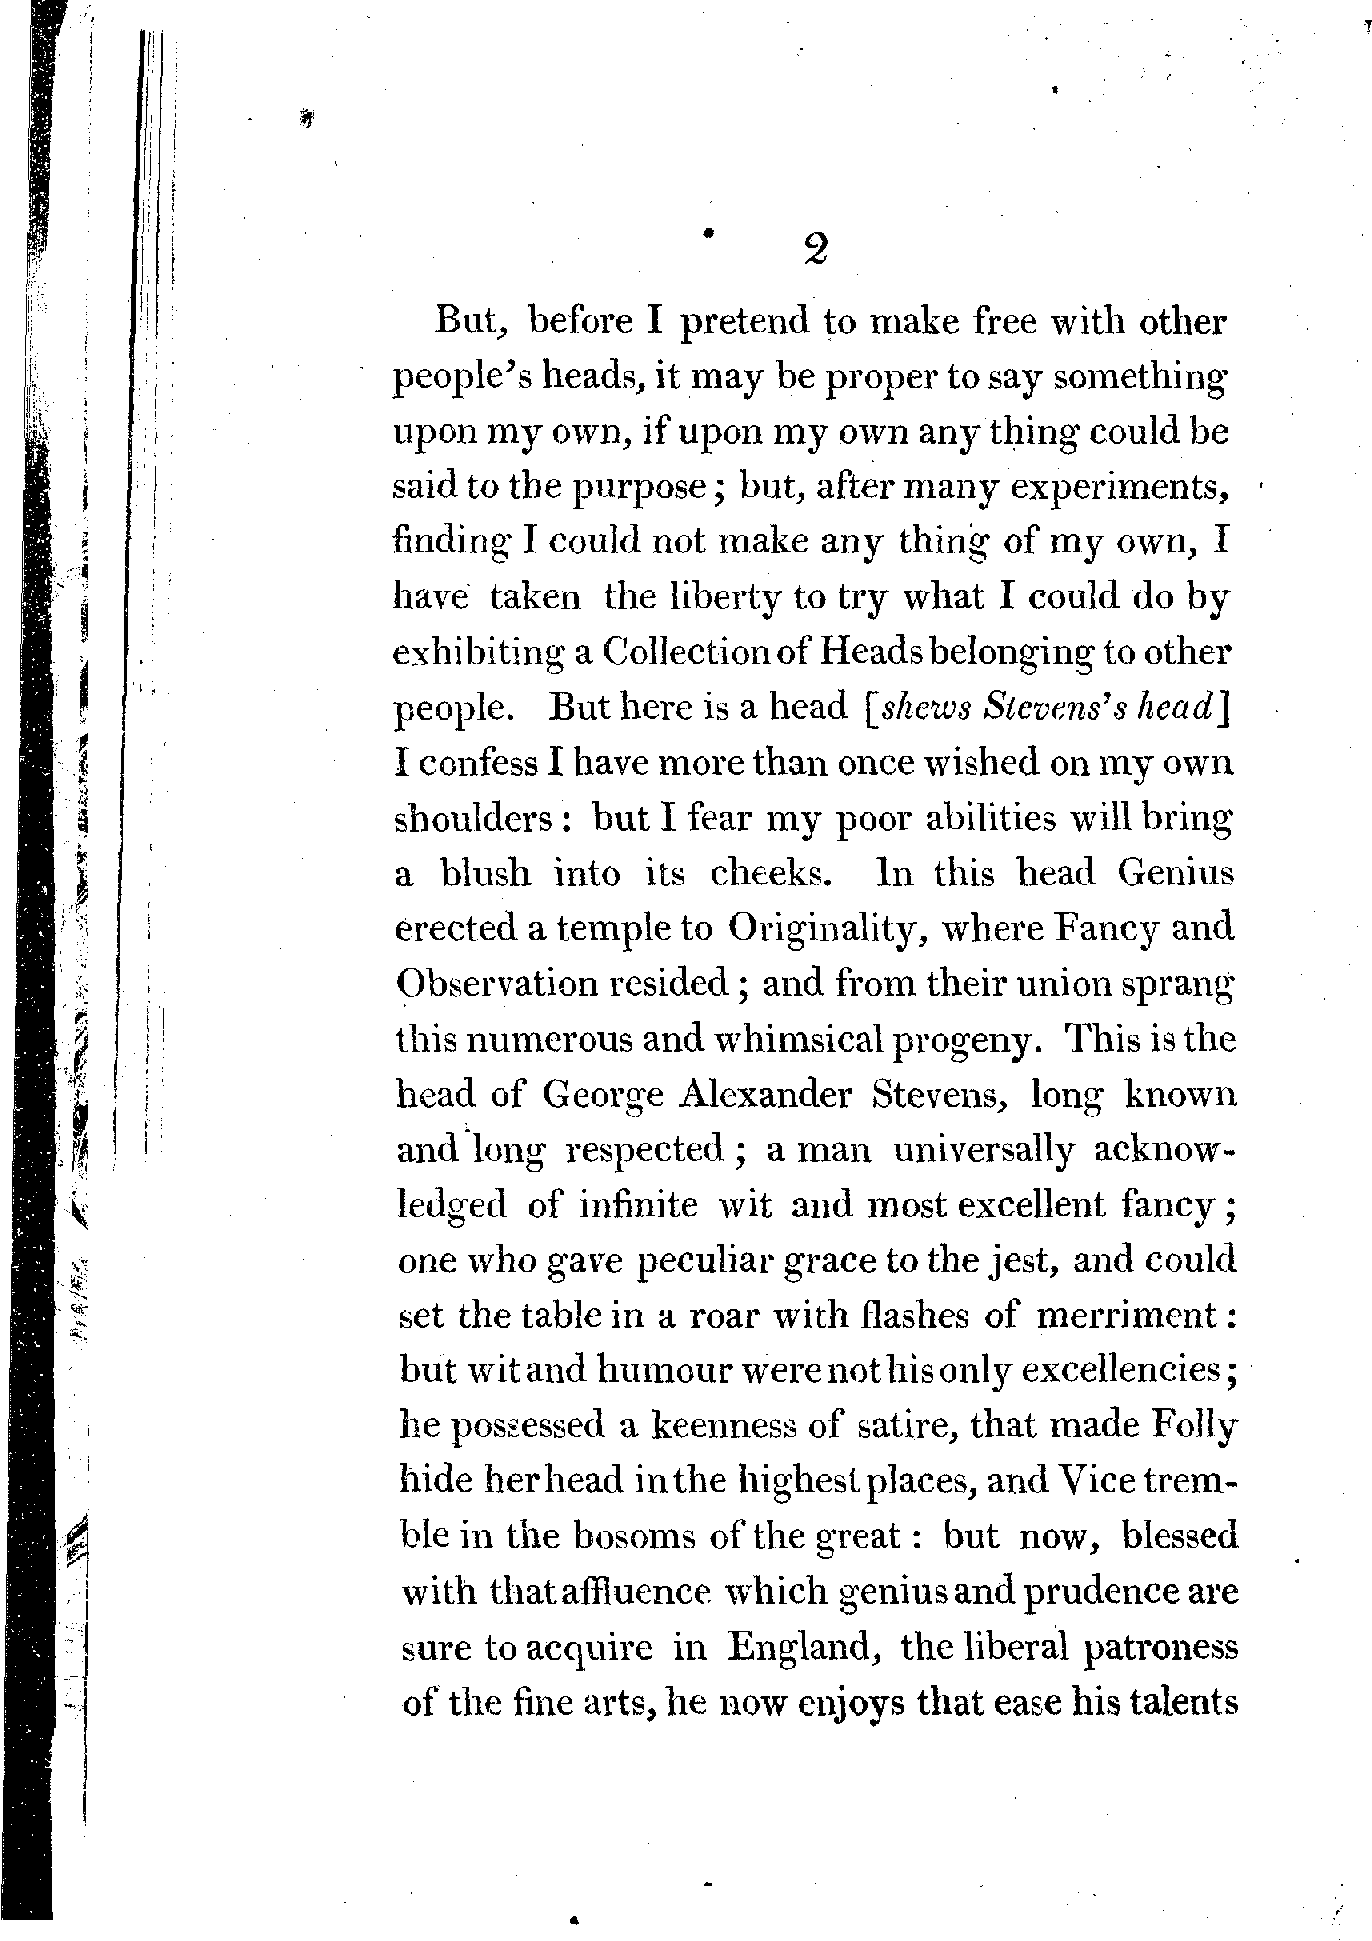 2
But, before I pretend to make free with other
people's heads, it may be proper to say something
upon my own, if upon my own any thing could be
said to the purpose; but, after many experiments,
finding I could not make any thing of my own, I
have taken the liberty to try what I could do by
exhibiting a Collection of Heads belonging to other
people. But here is a head [shews Stevens's head]
I confess I have more than once wished on my own
shoulders: but I fear my poor abilities will bring
a blush into its cheeks. In this head Genius
erected a temple to Originality, where Fancy and
Observation resided; and from their union sprang
this numerous and whimsical progeny. This is the
head of George Alexander Stevens, long known
and long respected; a man universally acknow-
ledged of infinite wit and most excellent fancy;
one who gave peculiar grace to the jest, and could
set the table in a roar with flashes of merriment:
but wit and humour were not his only excellencies;
he possessed a keenness of satire, that made Folly
hide her head in the highest places, and Vice trem-
ble in the bosoms of the great: but now, blessed
with that affluence which genius and prudence are
sure to acquire in England, the liberal patroness
of the fine arts, he now enjoys that ease his talents